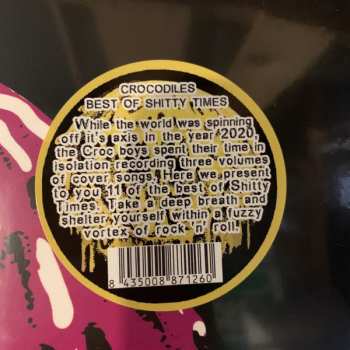 CROCODILES
BEST OF SHITTY TIMES
While the world was spinning
off it's axis in the year 2020,
the Croc boys spent their time in
isolation recording three volumes
of cover songs. Here we present
to you 11 of the best of Shitty
Times. Take a deep breath and
shelter yourself within a fuzzy
vortex of rock 'n' roll.
8 435008 871260